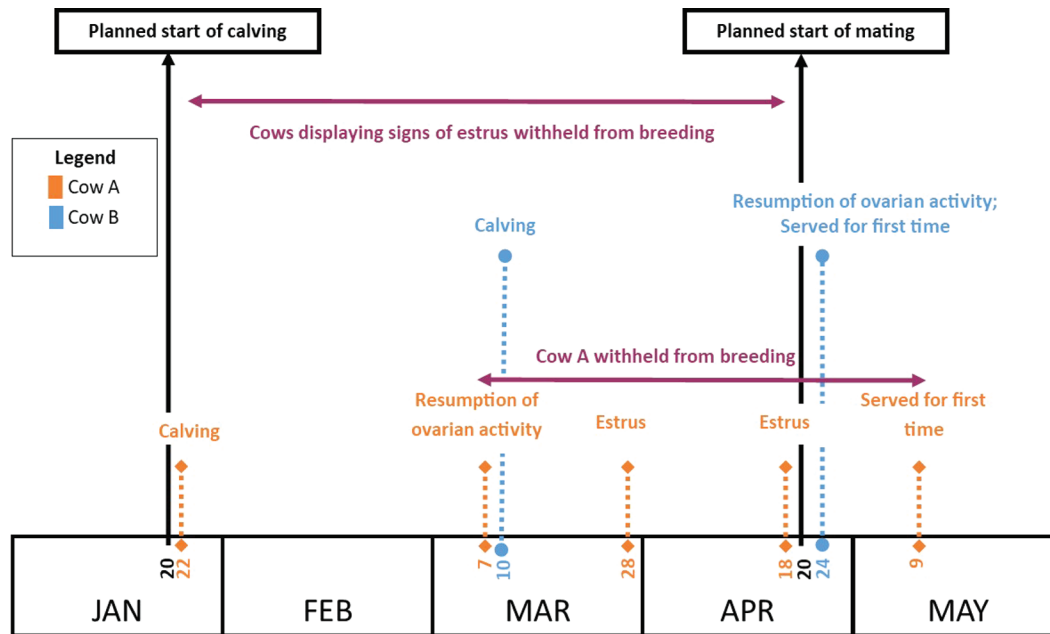 Planned start of calving
Planned start of mating
Cows displaying signs of estrus withheld from breeding
Legend
Cow A
Cow B
Resumption of ovarian activity;
Served for first time
Calving
Cow A withheld from breeding
Resumption of
ovarian activity
Served for first
time
Calving
Estrus
Estrus
20
22
7
10
28
18
20
24
9
JAN
FEB
MAR
APR
MAY